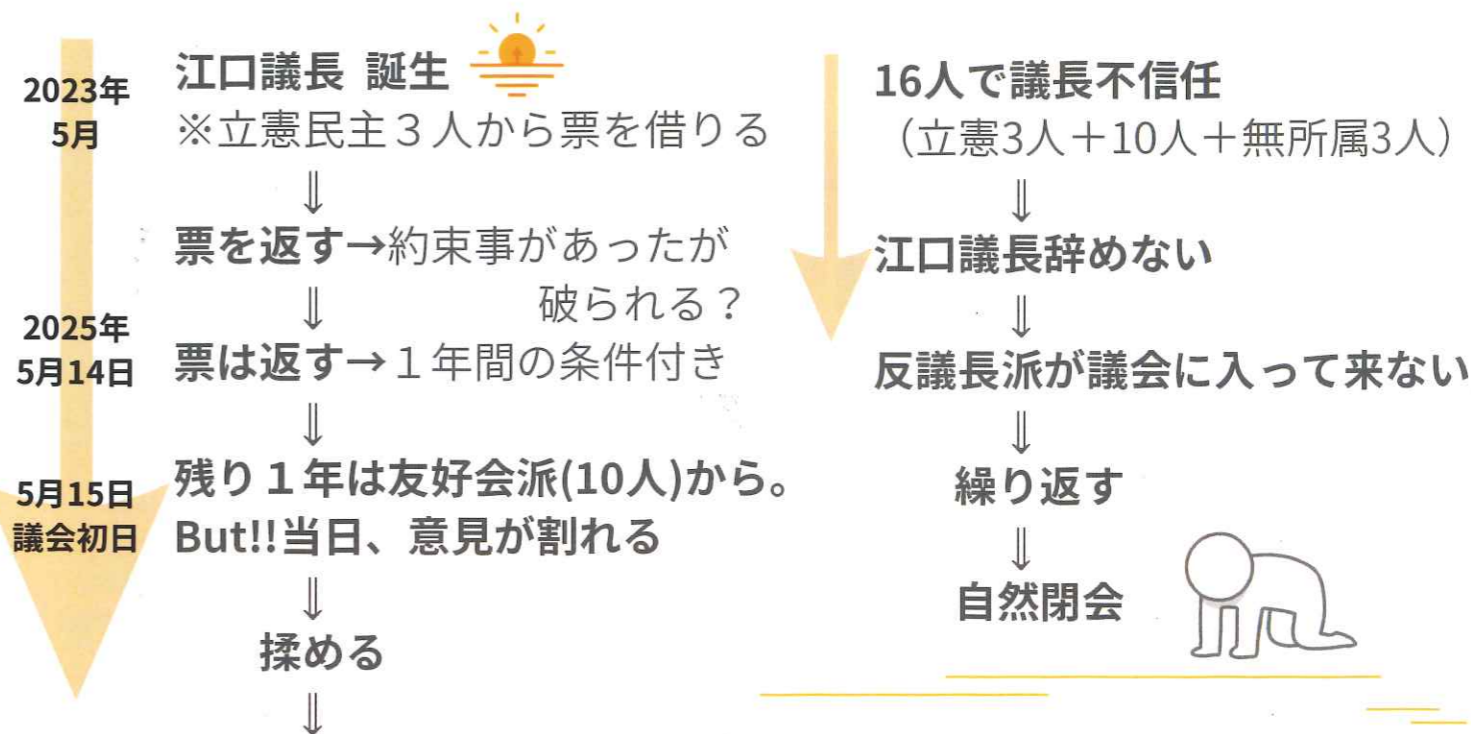 2023年
5月
江口議長 誕生
※立憲民主３人から票を借りる
⇓
票を返す→約束事があったが
破られる？
⇓
2025年
5月14日
票は返す→１年間の条件付き
⇓
5月15日
議会初日
残り１年は友好会派(10人)から。
But!!当日、意見が割れる
⇓
揉める
⇓
16人で議長不信任
（立憲3人＋10人＋無所属3人）
⇓
江口議長辞めない
⇓
反議長派が議会に入って来ない
⇓
繰り返す
⇓
自然閉会